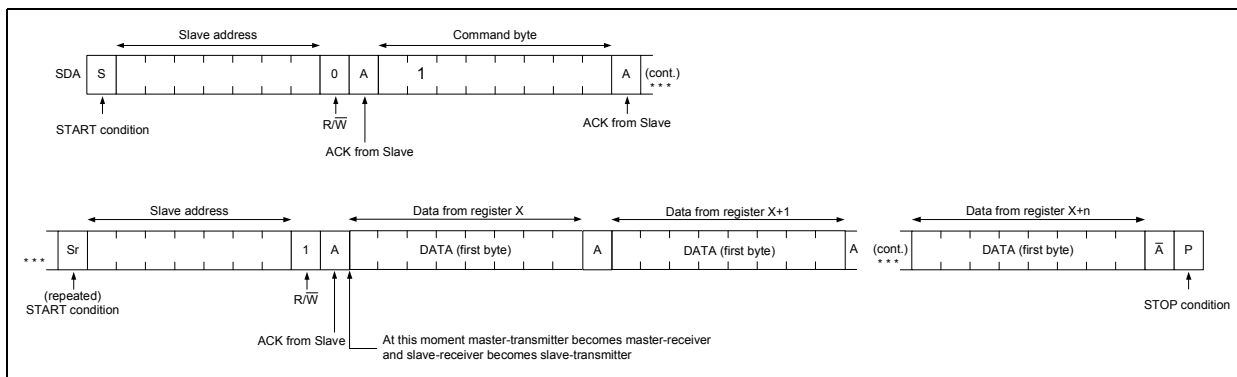 Slave address Command byte
SDA S 0 A 1 A (cont.)
* * *
START condition R/W̅ ACK from Slave
ACK from Slave
Slave address Data from register X Data from register X+1 Data from register X+n
* * * Sr 1 A DATA (first byte) A DATA (first byte) A (cont.) * * * DATA (first byte) A̅ P
(repeated)
START condition R/W̅ STOP condition
ACK from Slave At this moment master-transmitter becomes master-receiver
and slave-receiver becomes slave-transmitter